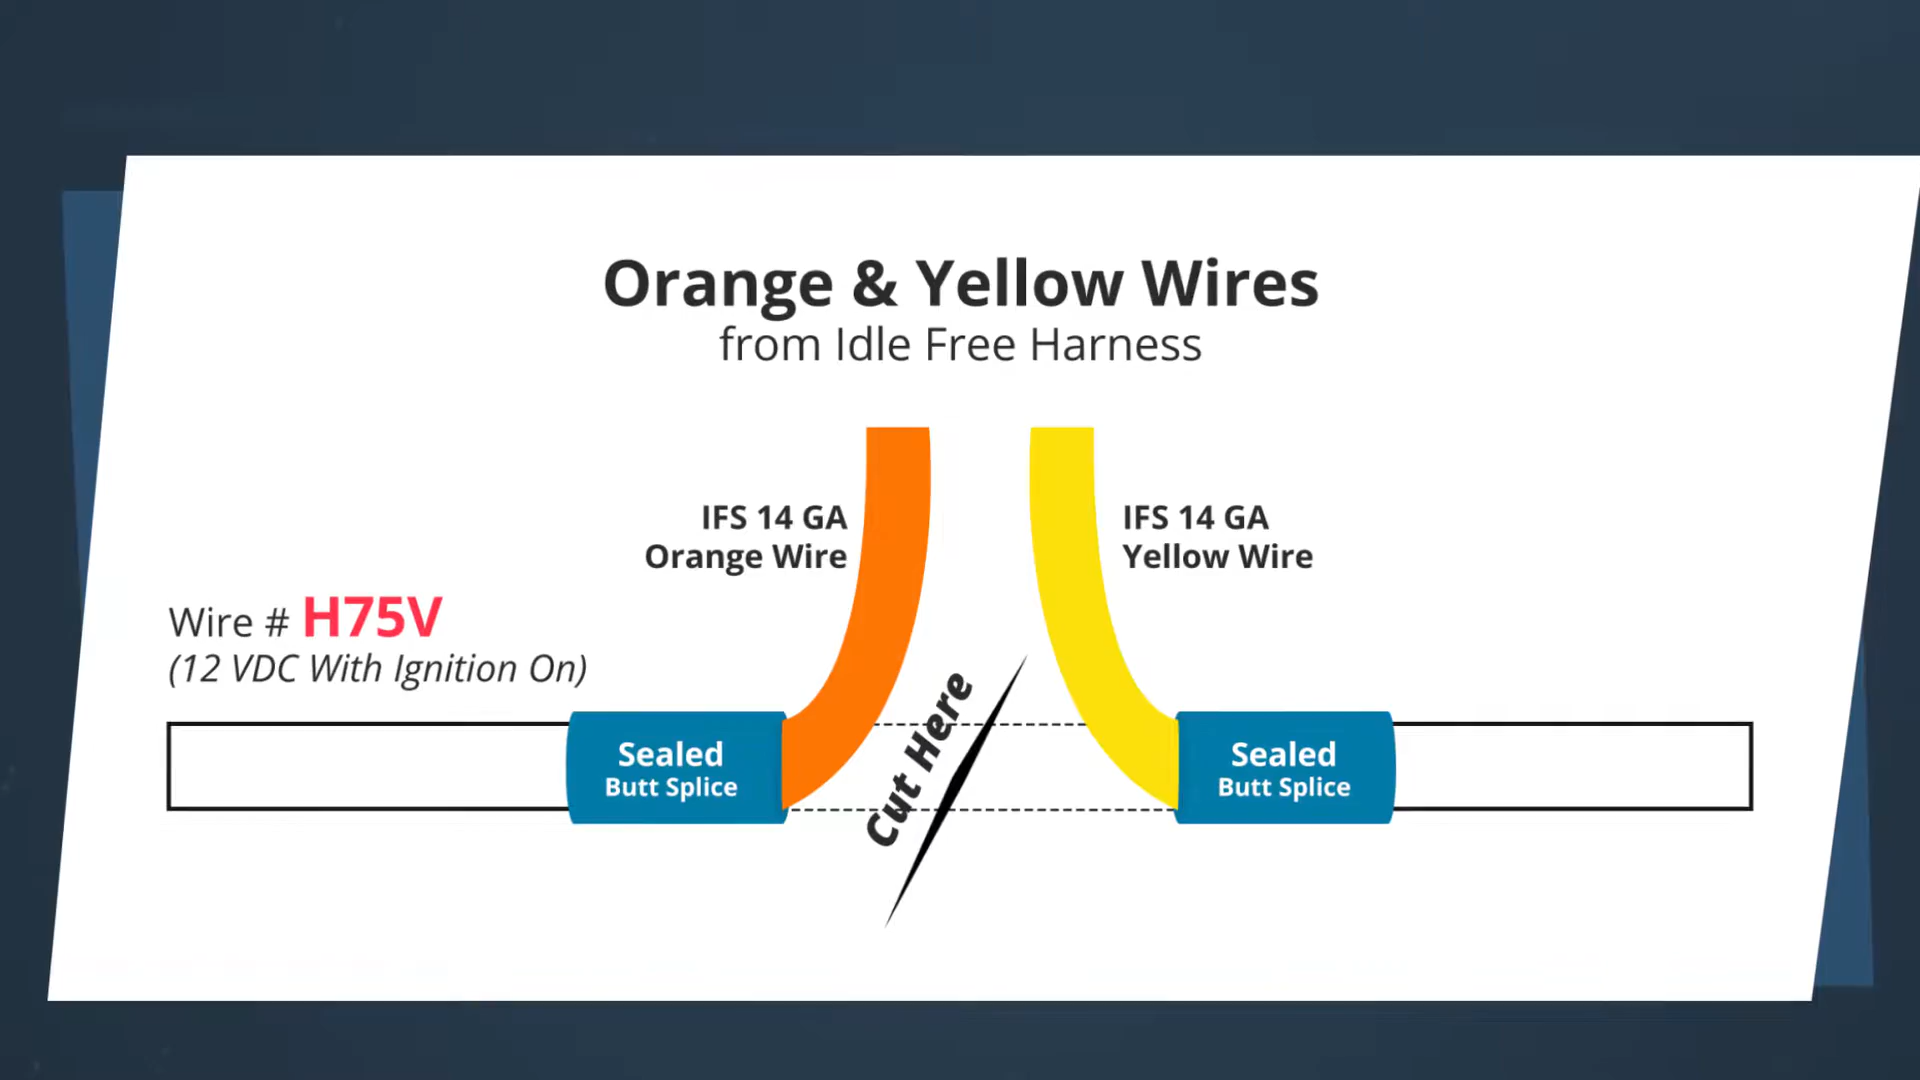 Orange & Yellow Wires
from Idle Free Harness
IFS 14 GA
Orange Wire
IFS 14 GA
Yellow Wire
Wire # H75V
(12 VDC With Ignition On)
Cut Here
Sealed
Butt Splice
Sealed
Butt Splice